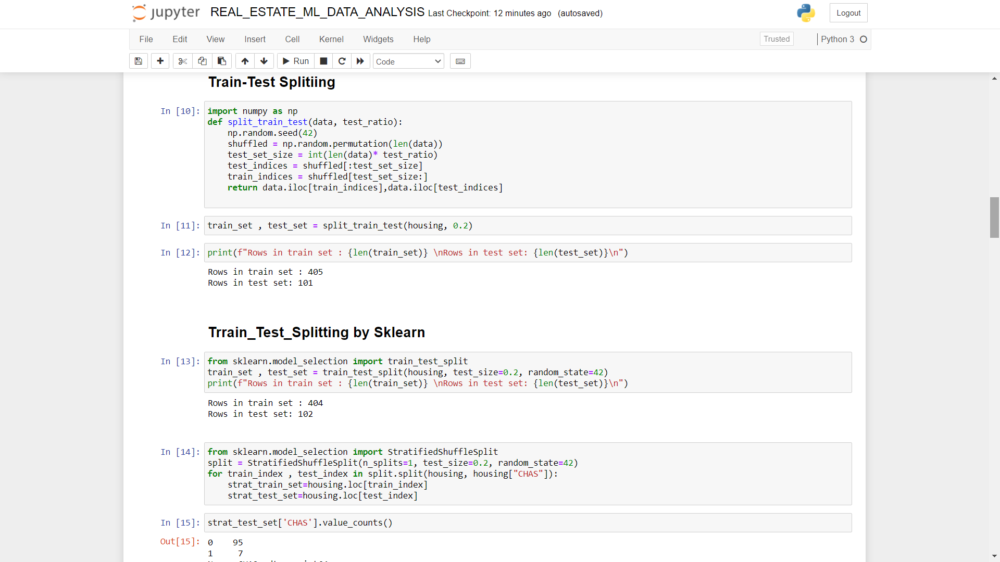 jupyter REAL_ESTATE_ML_DATA_ANALYSIS Last Checkpoint: 12 minutes ago (autosaved) Logout
File Edit View Insert Cell Kernel Widgets Help Trusted Python 3
Run Code
Train-Test Splitiing
In [10]: import numpy as np
def split_train_test(data, test_ratio):
    np.random.seed(42)
    shuffled = np.random.permutation(len(data))
    test_set_size = int(len(data)* test_ratio)
    test_indices = shuffled[:test_set_size]
    train_indices = shuffled[test_set_size:]
    return data.iloc[train_indices],data.iloc[test_indices]
In [11]: train_set , test_set = split_train_test(housing, 0.2)
In [12]: print(f"Rows in train set : {len(train_set)} \nRows in test set: {len(test_set)}\n")
Rows in train set : 405
Rows in test set: 101
Trrain_Test_Splitting by Sklearn
In [13]: from sklearn.model_selection import train_test_split
train_set , test_set = train_test_split(housing, test_size=0.2, random_state=42)
print(f"Rows in train set : {len(train_set)} \nRows in test set: {len(test_set)}\n")
Rows in train set : 404
Rows in test set: 102
In [14]: from sklearn.model_selection import StratifiedShuffleSplit
split = StratifiedShuffleSplit(n_splits=1, test_size=0.2, random_state=42)
for train_index , test_index in split.split(housing, housing["CHAS"]):
    strat_train_set=housing.loc[train_index]
    strat_test_set=housing.loc[test_index]
In [15]: strat_test_set['CHAS'].value_counts()
Out[15]: 0    95
1     7